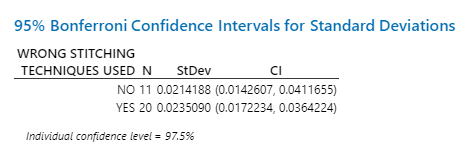 95% Bonferroni Confidence Intervals for Standard Deviations
WRONG STITCHING
TECHNIQUES USED N StDev CI
NO 11 0.0214188 (0.0142607, 0.0411655)
YES 20 0.0235090 (0.0172234, 0.0364224)
Individual confidence level = 97.5%